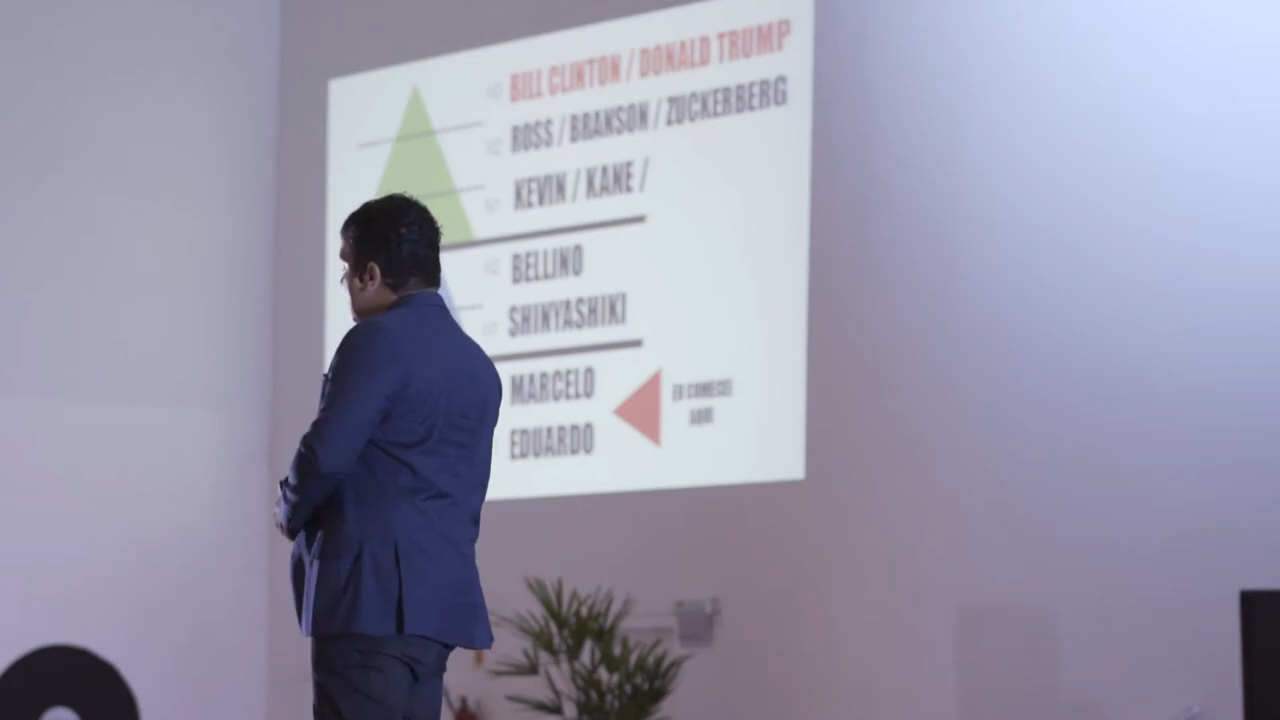 BILL CLINTON / DONALD TRUMP
ROSS / BRANSON / ZUCKERBERG
KEVIN / KANE /
BELLINO
SHINYASHIKI
MARCELO
EDUARDO
EU COMECEI
AQUI